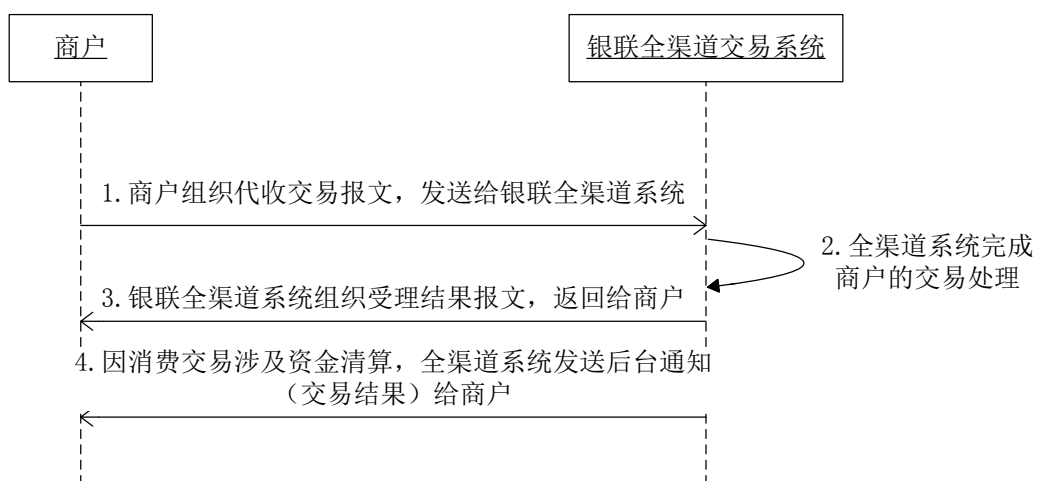 商户
银联全渠道交易系统
1.商户组织代收交易报文，发送给银联全渠道系统
2.全渠道系统完成
商户的交易处理
3.银联全渠道系统组织受理结果报文，返回给商户
4.因消费交易涉及资金清算，全渠道系统发送后台通知
（交易结果）给商户